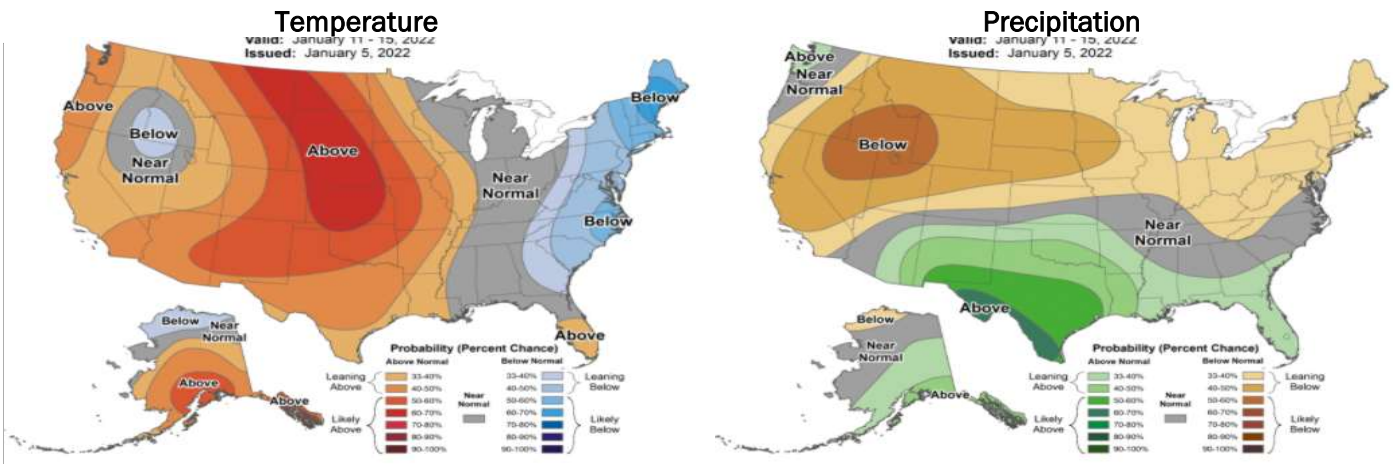 Temperature
Valid: January 11 - 15, 2022
Issued: January 5, 2022
Above
Below
Near
Normal
Above
Near
Normal
Below
Below
Above
Below
Near
Normal
Above
Above
Probability (Percent Chance)
Above Normal
Below Normal
Leaning
Above
33-40%
40-50%
Likely
Above
50-60%
60-70%
70-80%
80-90%
90-100%
Near
Normal
33-40%
40-50%
Leaning
Below
50-60%
60-70%
70-80%
80-90%
90-100%
Likely
Below
Precipitation
Valid: January 11 - 15, 2022
Issued: January 5, 2022
Above
Near
Normal
Below
Near
Normal
Above
Below
Near
Normal
Above
Probability (Percent Chance)
Above Normal
Below Normal
Leaning
Above
33-40%
40-50%
Likely
Above
50-60%
60-70%
70-80%
80-90%
90-100%
Near
Normal
33-40%
40-50%
Leaning
Below
50-60%
60-70%
70-80%
80-90%
90-100%
Likely
Below